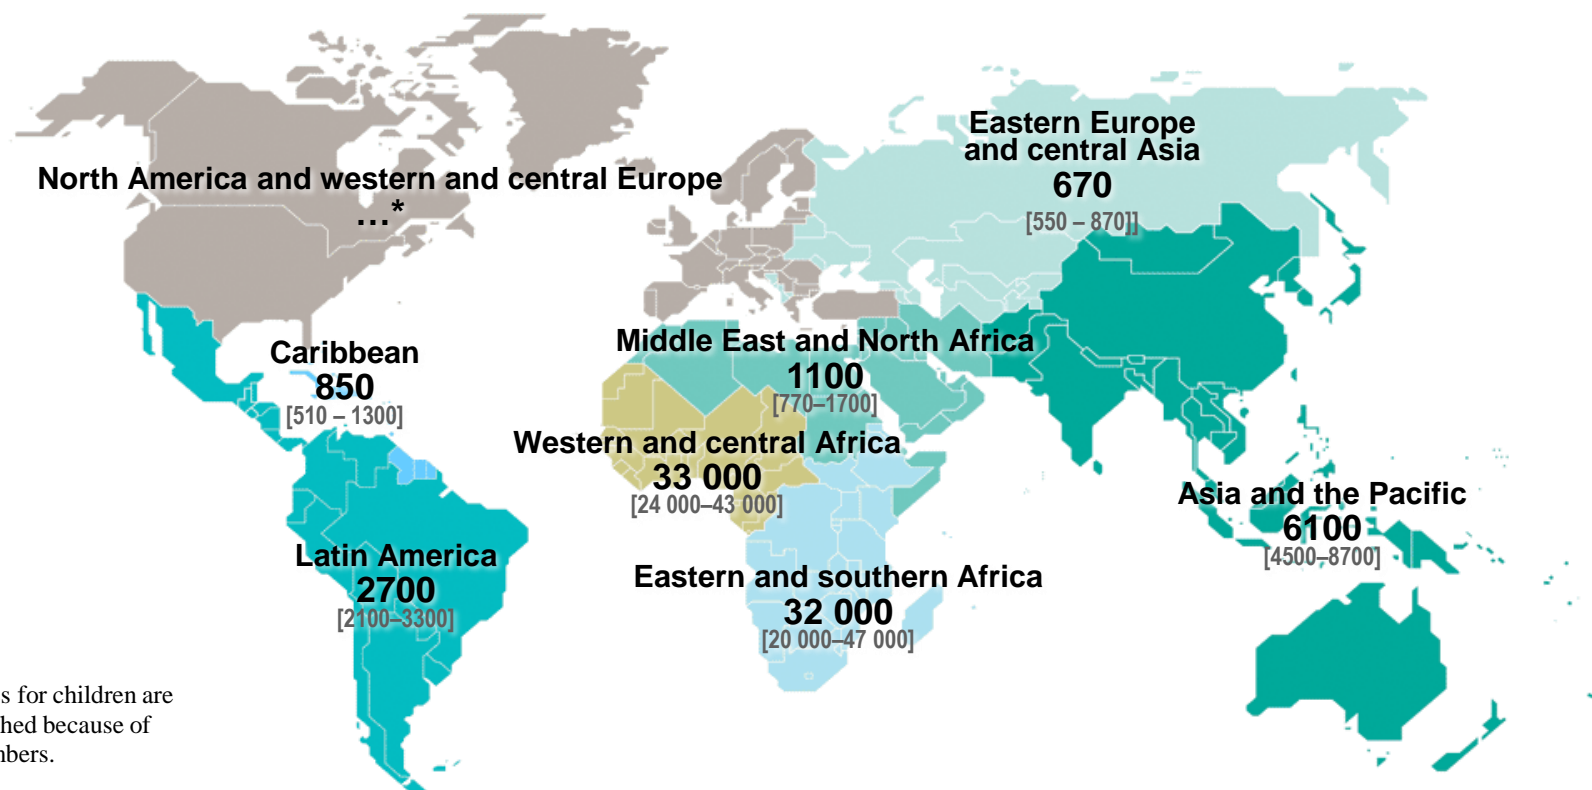 Eastern Europe
and central Asia
670
[550 – 870]]
North America and western and central Europe
…*
Middle East and North Africa
1100
[770–1700]
Caribbean
850
[510 – 1300]
Western and central Africa
33 000
[24 000–43 000]
Asia and the Pacific
6100
[4500–8700]
Latin America
2700
[2100–3300]
Eastern and southern Africa
32 000
[20 000–47 000]
s for children are
hed because of
nbers.